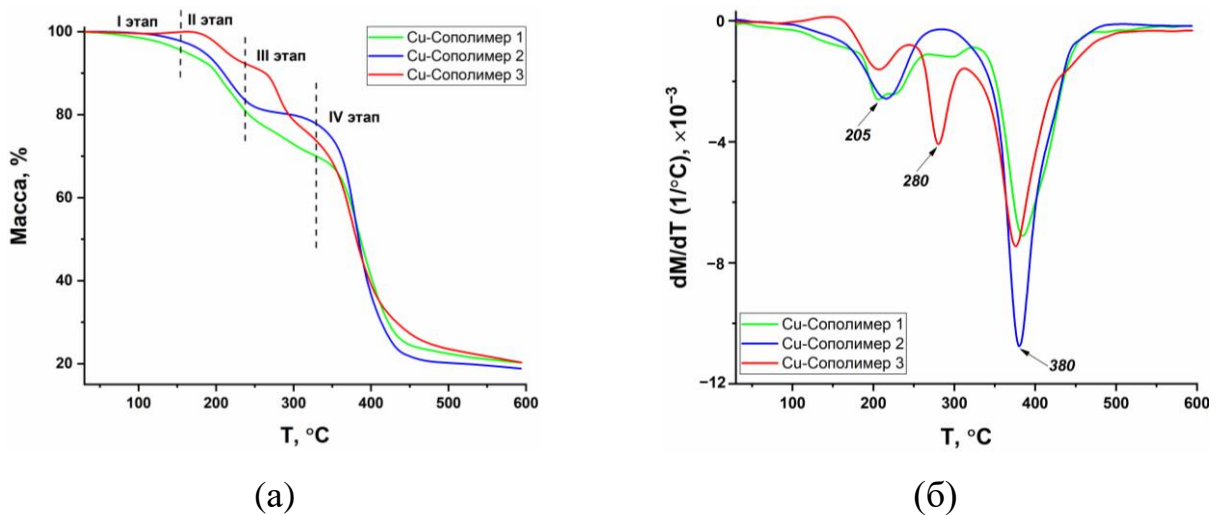 I этап
II этап
III этап
IV этап
Cu-Сополимер 1
Cu-Сополимер 2
Cu-Сополимер 3
Масса, %
100
80
60
40
20
100
200
300
400
500
600
T, °C
(а)
dM/dT (1/°C), ×10⁻³
0
−4
−8
−12
205
280
380
Cu-Сополимер 1
Cu-Сополимер 2
Cu-Сополимер 3
100
200
300
400
500
600
T, °C
(б)